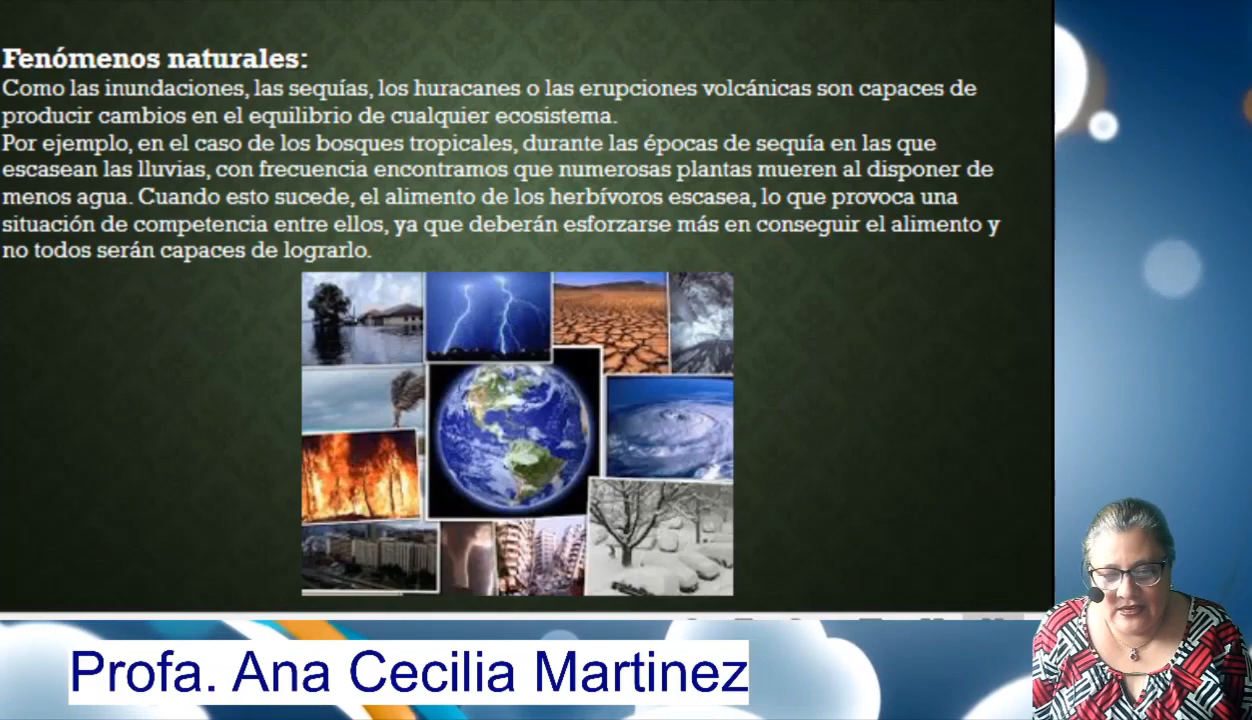 Fenómenos naturales:
Como las inundaciones, las sequías, los huracanes o las erupciones volcánicas son capaces de
producir cambios en el equilibrio de cualquier ecosistema.
Por ejemplo, en el caso de los bosques tropicales, durante las épocas de sequía en las que
escasean las lluvias, con frecuencia encontramos que numerosas plantas mueren al disponer de
menos agua. Cuando esto sucede, el alimento de los herbívoros escasea, lo que provoca una
situación de competencia entre ellos, ya que deberán esforzarse más en conseguir el alimento y
no todos serán capaces de lograrlo.
Profa. Ana Cecilia Martinez